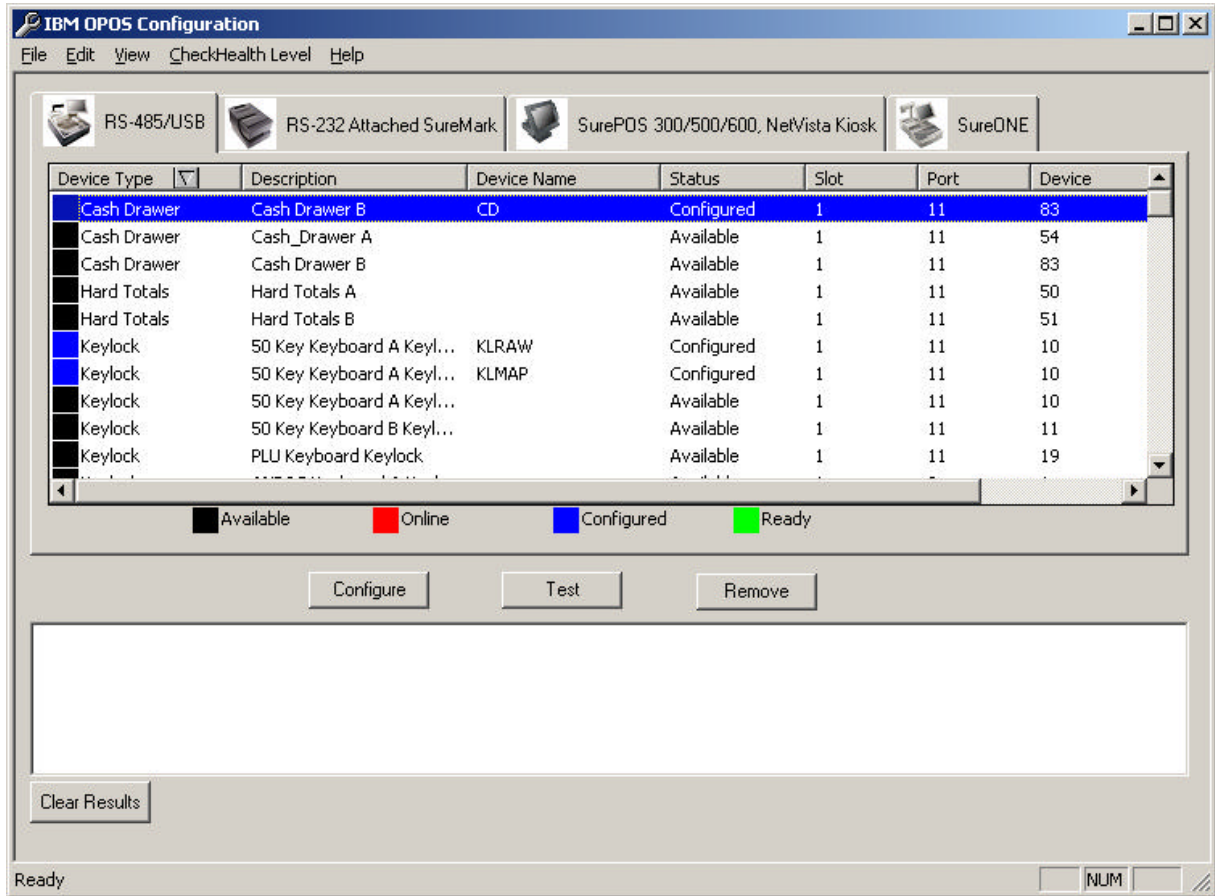 IBM OPOS Configuration
File Edit View CheckHealth Level Help
RS-485/USB RS-232 Attached SureMark SurePOS 300/500/600, NetVista Kiosk SureONE
Device Type Description Device Name Status Slot Port Device
Cash Drawer Cash Drawer B CD Configured 1 11 83
Cash Drawer Cash_Drawer A Available 1 11 54
Cash Drawer Cash Drawer B Available 1 11 83
Hard Totals Hard Totals A Available 1 11 50
Hard Totals Hard Totals B Available 1 11 51
Keylock 50 Key Keyboard A Keyl... KLRAW Configured 1 11 10
Keylock 50 Key Keyboard A Keyl... KLMAP Configured 1 11 10
Keylock 50 Key Keyboard A Keyl... Available 1 11 10
Keylock 50 Key Keyboard B Keyl... Available 1 11 11
Keylock PLU Keyboard Keylock Available 1 11 19
Available Online Configured Ready
Configure Test Remove
Clear Results
Ready NUM